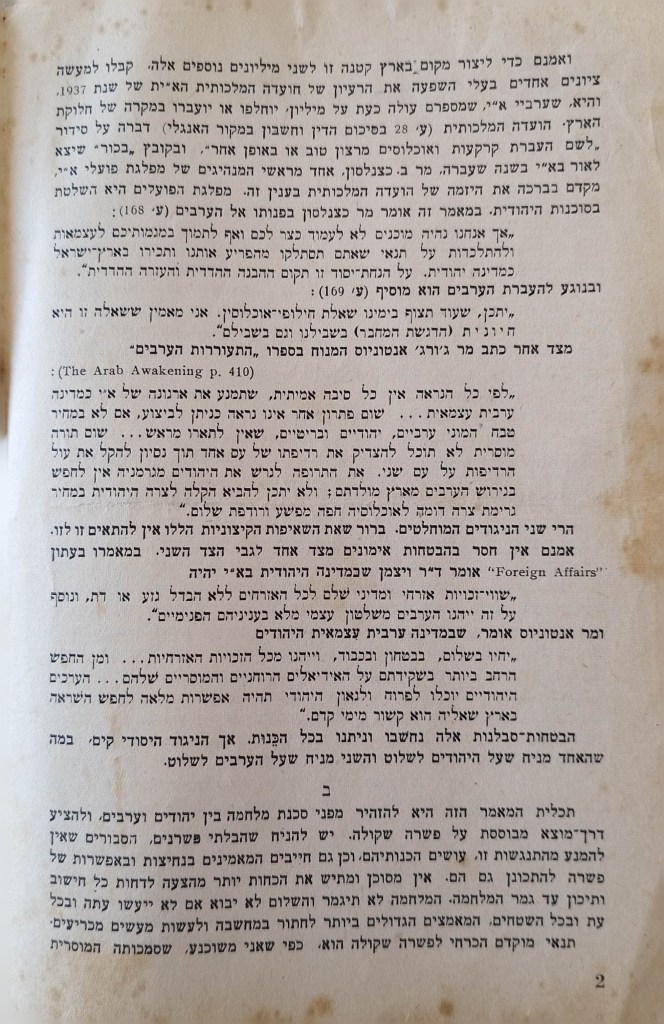 ואמנם כדי ליצור מקום בארץ קטנה זו לשני מיליונים נוספים אלה, קבלו למעשה
ציונים אחדים בעלי השפעה את הרעיון של הועדה המלכותית הא״ית של שנת 1937,
והיא, שערביי א״י, שמספרם עולה כעת על מיליון, יוחלפו או יועברו במקרה של חלוקת
הארץ. הועדה המלכותית (ע׳ 28 בסיכום הדין וחשבון במקור האנגלי) דברה על סידור
„לשם העברת קרקעות ואוכלוסים מרצון טוב או באופן אחר״, ובקובץ „בכור״ שיצא
לאור בא״י בשנה שעברה, מר ב. כצנלסון, אחד מראשי המנהיגים של מפלגת פועלי א״י,
מקדם בברכה את היזמה של הועדה המלכותית בענין זה. מפלגת הפועלים היא השלטת
בסוכנות היהודית. במאמר זה אומר מר כצנלסון בפנותו אל הערבים (ע׳ 168):
„אך אנחנו נהיה מוכנים לא לעמוד כצר לכם ואף לתמוך במגמותיכם לעצמאות
ולהתלכדות על תנאי שאתם תסתלקו מהפריע אותנו ותכירו בארץ־ישראל
כמדינה יהודית. על הנחת־יסוד זו תקום ההבנה ההדדית והעזרה ההדדית״.
ובנוגע להעברת הערבים הוא מוסיף (ע׳ 169):
„יתכן, שעוד תצוף בימינו שאלת חילופי־אוכלוסין. אני מאמין ששאלה זו היא
חיונית (הדגשת המחבר) בשבילנו וגם בשבילם״.
מצד אחר כתב מר ג׳ורג׳ אנטוניוס המנוח בספרו „התעוררות הערבים״
(The Arab Awakening p. 410):
„לפי כל הנראה אין כל סיבה אמיתית, שתמנע את ארגונה של א״י כמדינה
ערבית עצמאית... שום פתרון אחר אינו נראה כניתן לביצוע, אם לא במחיר
טבח המוני ערביים, יהודיים ובריטיים, שאין לתארו מראש... שום תורה
מוסרית לא תוכל להצדיק את רדיפתו של עם אחד תוך נסיון להקל את עול
הרדיפות על עם שני. את התרופה לגרש את היהודים מגרמניה אין לחפש
בגירוש הערבים מארץ מולדתם; ולא יתכן להביא הקלה לצרה היהודית במחיר
גרימת צרה דומה לאוכלוסיה חפה מפשע ורודפת שלום.״
הרי שני הניגודים המוחלטים. ברור שאת השאיפות הקיצוניות הללו אין להתאים זו לזו.
אמנם אין חסר בהבטחות אימונים מצד אחד לגבי הצד השני. במאמרו בעתון
“Foreign Affairs” אומר ד״ר ויצמן שבמדינה היהודית בא״י יהיה
„שווי־זכויות אזרחי ומדיני שלם לכל האזרחים ללא הבדל גזע או דת, ונוסף
על זה ייהנו הערבים משלטון עצמי מלא בעניניהם הפנימיים״.
ומר אנטוניוס אומר, שבמדינה ערבית עצמאית היהודים
„יחיו בשלום, בבטחון ובכבוד, וייהנו מכל הזכויות האזרחיות... ומן החפש
הרחב ביותר בשקידתם על האידיאלים הרוחניים והמוסריים שלהם... הערכים
היהודיים יוכלו לפרוח ולגאון היהודי תהיה אפשרות מלאה לחפש השראה
בארץ שאליה הוא קשור מימי קדם.״
הבטחות־סבלנות אלה נחשבו וניתנו בכל הכֵּנות. אך הניגוד היסודי קים, במה
שהאחד מניח שעל היהודים לשלוט והשני מניח שעל הערבים לשלוט.
ב
תכלית המאמר הזה היא להזהיר מפני סכנת מלחמה בין יהודים וערבים, ולהציע
דרך־מוצא מבוססת על פשרה שקולה. יש להניח שהבלתי פשרנים, הסבורים שאין
להמנע מהתנגשות זו, עושים הכנותיהם, וכן גם חייבים המאמינים בנחיצות ובאפשרות של
פשרה להתכונן גם הם. אין מסוכן ומתיש את הכחות יותר מהצעה לדחות כל חישוב
ותיכון עד גמר המלחמה. המלחמה לא תיגמר והשלום לא יבוא אם לא ייעשו עתה ובכל
עת ובכל השטחים, המאמצים הגדולים ביותר לחתור במחשבה ולעשות מעשים מכריעים.
תנאי מוקדם הכרחי לפשרה שקולה הוא, כפי שאני משוכנע, שסמכותה המוסרית
2